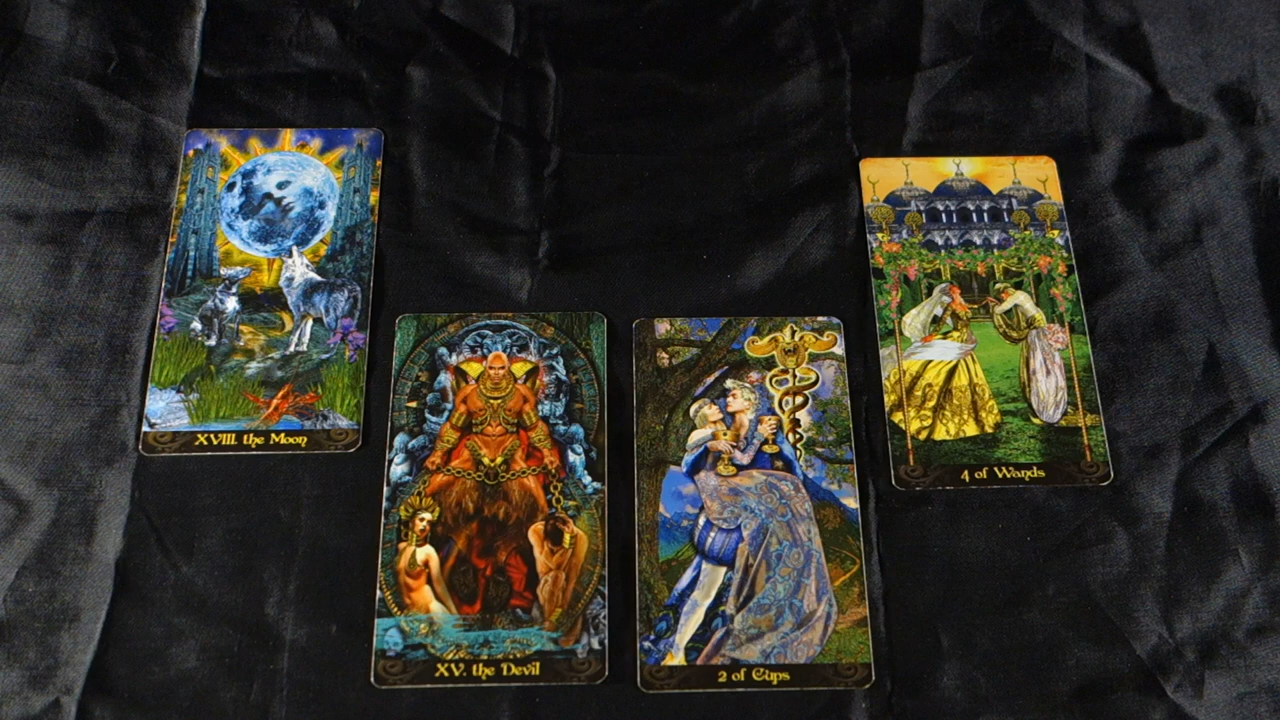 XVIII. the Moon
XV. the Devil
2 of Cups
4 of Wands